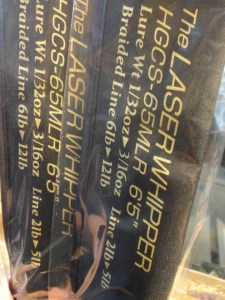 The LASER WHIPPER
HGCS-65MLR 6'5"
Lure Wt 1/32oz▶3/16oz Line 2lb▶5lb
Braided Line 6lb▶12lb
The LASER WHIPPER
HGCS-65MLR 6'5"
Lure Wt 1/32oz▶3/16oz Line 2lb▶5lb
Braided Line 6lb▶12lb